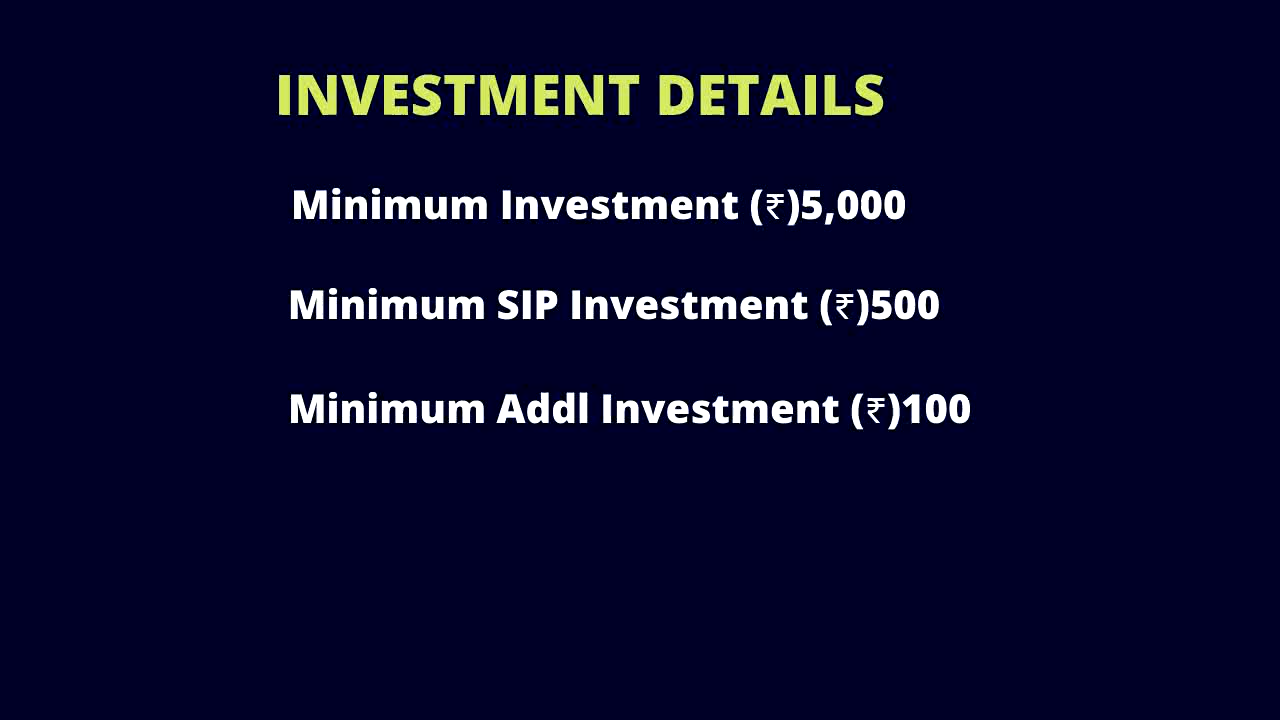 INVESTMENT DETAILS
Minimum Investment (₹)5,000
Minimum SIP Investment (₹)500
Minimum Addl Investment (₹)100